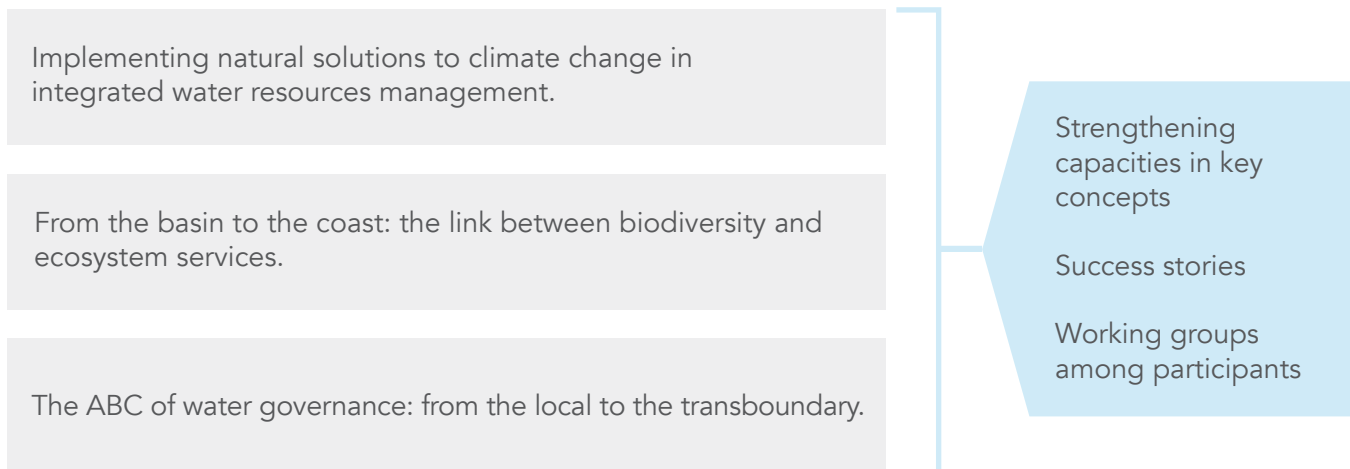 Implementing natural solutions to climate change in
integrated water resources management.
From the basin to the coast: the link between biodiversity and
ecosystem services.
The ABC of water governance: from the local to the transboundary.
Strengthening
capacities in key
concepts
Success stories
Working groups
among participants